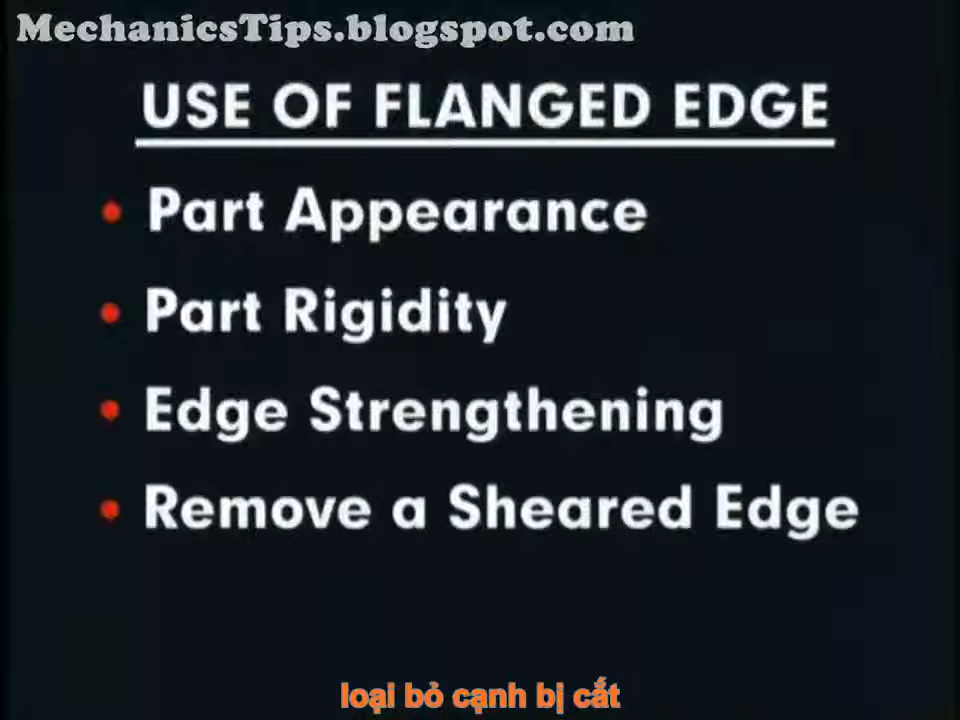 MechanicsTips.blogspot.com
USE OF FLANGED EDGE
• Part Appearance
• Part Rigidity
• Edge Strengthening
• Remove a Sheared Edge
loại bỏ cạnh bị cắt